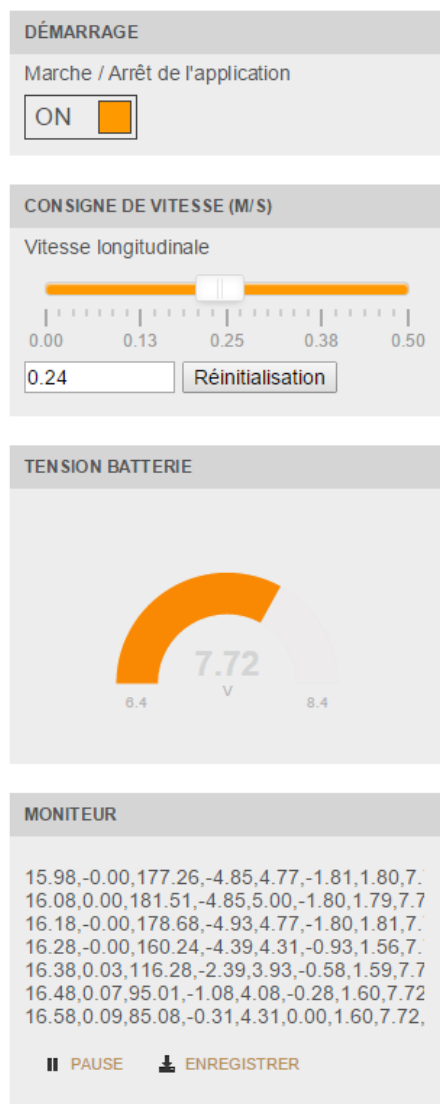 DÉMARRAGE
Marche / Arrêt de l'application
ON
CONSIGNE DE VITESSE (M/S)
Vitesse longitudinale
0.00 0.13 0.25 0.38 0.50
0.24 Réinitialisation
TENSION BATTERIE
7.72
V
6.4 8.4
MONITEUR
15.98,-0.00,177.26,-4.85,4.77,-1.81,1.80,7.
16.08,0.00,181.51,-4.85,5.00,-1.80,1.79,7.7
16.18,-0.00,178.68,-4.93,4.77,-1.80,1.81,7.
16.28,-0.00,160.24,-4.39,4.31,-0.93,1.56,7.
16.38,0.03,116.28,-2.39,3.93,-0.58,1.59,7.7
16.48,0.07,95.01,-1.08,4.08,-0.28,1.60,7.72
16.58,0.09,85.08,-0.31,4.31,0.00,1.60,7.72,
PAUSE ENREGISTRER